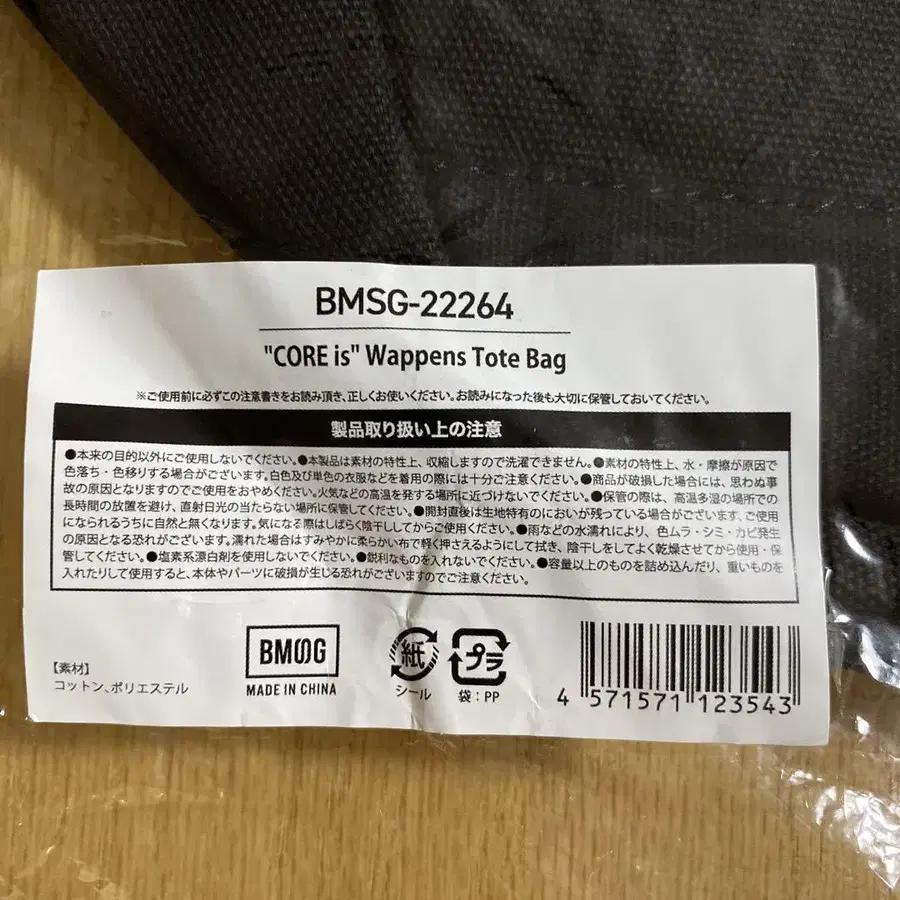 BMSG-22264
"CORE is" Wappens Tote Bag
※ご使用前に必ずこの注意書きをお読み頂き、正しくお使いください。お読みになった後も大切に保管しておいてください。
製品取り扱い上の注意
●本来の目的以外にご使用しないでください。●本製品は素材の特性上、収縮しますので洗濯できません。●素材の特性上、水・摩擦が原因で
色落ち・色移りする場合がございます。白色及び単色の衣服などを着用の際には十分ご注意ください。●商品が破損した場合には、思わぬ事
故の原因となりますのでご使用をおやめください。火気などの高温を発する場所に近づけないでください。●保管の際は、高温多湿の場所での
長時間の放置を避け、直射日光の当たらない場所に保管してください。●開封直後は生地特有のにおいが残っている場合がございます。ご使用
になられるうちに自然と無くなります。気になる際はしばらく陰干ししてからご使用ください。●雨などの水濡れにより、色ムラ・シミ・カビ発生
の原因となる恐れがございます。濡れた場合はすみやかに柔らかい布で軽く押さえるようにして拭き、陰干しをしてよく乾燥させてから使用・保
管してください。●塩素系漂白剤を使用しないでください。●鋭利なものを入れないでください。●容量以上のものを詰め込んだり、重いものを
入れたりして使用すると、本体やパーツに破損が生じる恐れがございますのでご注意ください。
【素材】
コットン、ポリエステル
BMSG
MADE IN CHINA
紙
シール
プラ
袋：PP
4 571571 123543